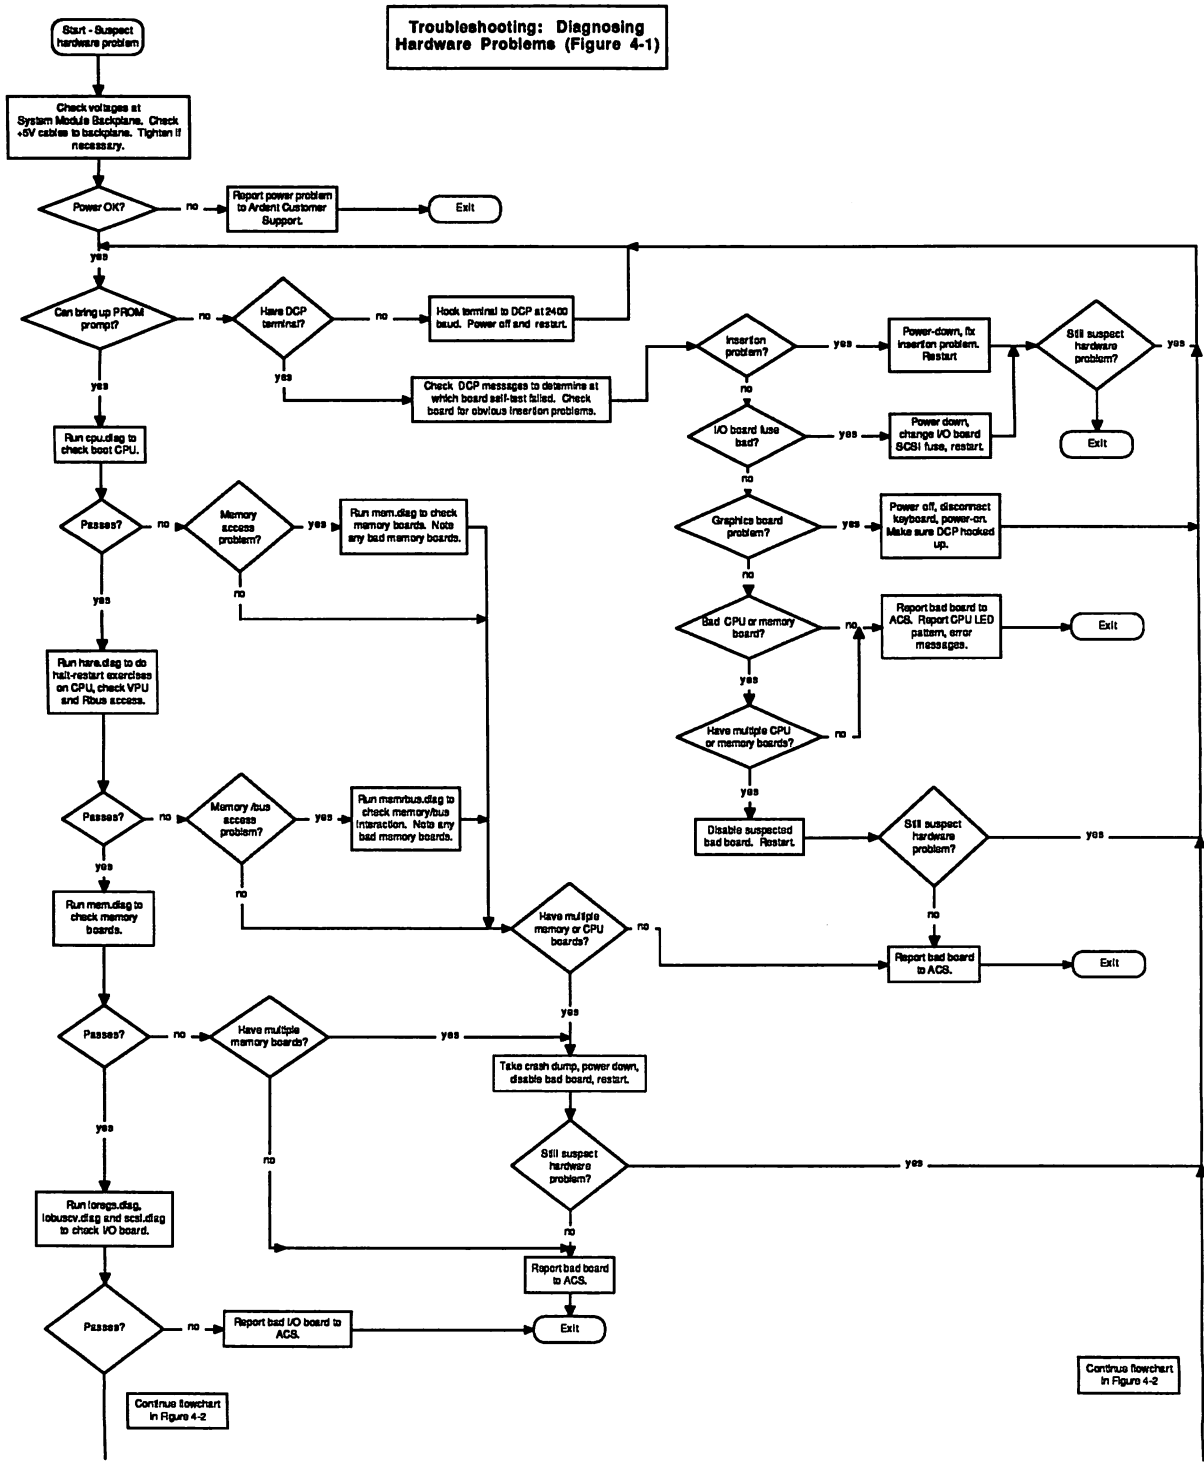 Troubleshooting: Diagnosing
Hardware Problems (Figure 4-1)
Start - Suspect
hardware problem
Check voltages at
System Module Backplane. Check
+5V cables to backplane. Tighten if
necessary.
Power OK?
no
Report power problem
to Ardent Customer
Support.
Exit
yes
Can bring up PROM
prompt?
no
Have DCP
terminal?
no
Hook terminal to DCP at 2400
baud. Power off and restart.
yes
Check DCP messages to determine at
which board self-test failed. Check
board for obvious insertion problems.
Insertion
problem?
yes
Power-down, fix
insertion problem.
Restart
Still suspect
hardware
problem?
yes
Exit
no
I/O board fuse
bad?
yes
Power down,
change I/O board
SCSI fuse, restart.
no
Graphics board
problem?
yes
Power off, disconnect
keyboard, power-on.
Make sure DCP hooked
up.
no
Bad CPU or memory
board?
no
Report bad board to
ACS. Report CPU LED
pattern, error
messages.
Exit
yes
Have multiple CPU
or memory boards?
no
yes
Disable suspected
bad board. Restart.
Still suspect
hardware
problem?
yes
no
Report bad board
to ACS.
Exit
yes
Run cpu.diag to
check boot CPU.
Passes?
no
Memory
access
problem?
yes
Run mem.diag to check
memory boards. Note
any bad memory boards.
no
yes
Run hare.diag to do
halt-restart exercises
on CPU, check VPU
and Rbus access.
Passes?
no
Memory /bus
access
problem?
yes
Run memrbus.diag to
check memory/bus
interaction. Note any
bad memory boards.
no
yes
Run mem.diag to
check memory
boards.
Have multiple
memory or CPU
boards?
no
yes
Passes?
no
Have multiple
memory boards?
yes
Take crash dump, power down,
disable bad board, restart.
no
Still suspect
hardware
problem?
yes
no
Report bad board
to ACS.
yes
Run ioregs.diag,
iobuscv.diag and scsi.diag
to check I/O board.
Passes?
no
Report bad I/O board to
ACS.
Exit
Continue flowchart
in Figure 4-2
Continue flowchart
in Figure 4-2